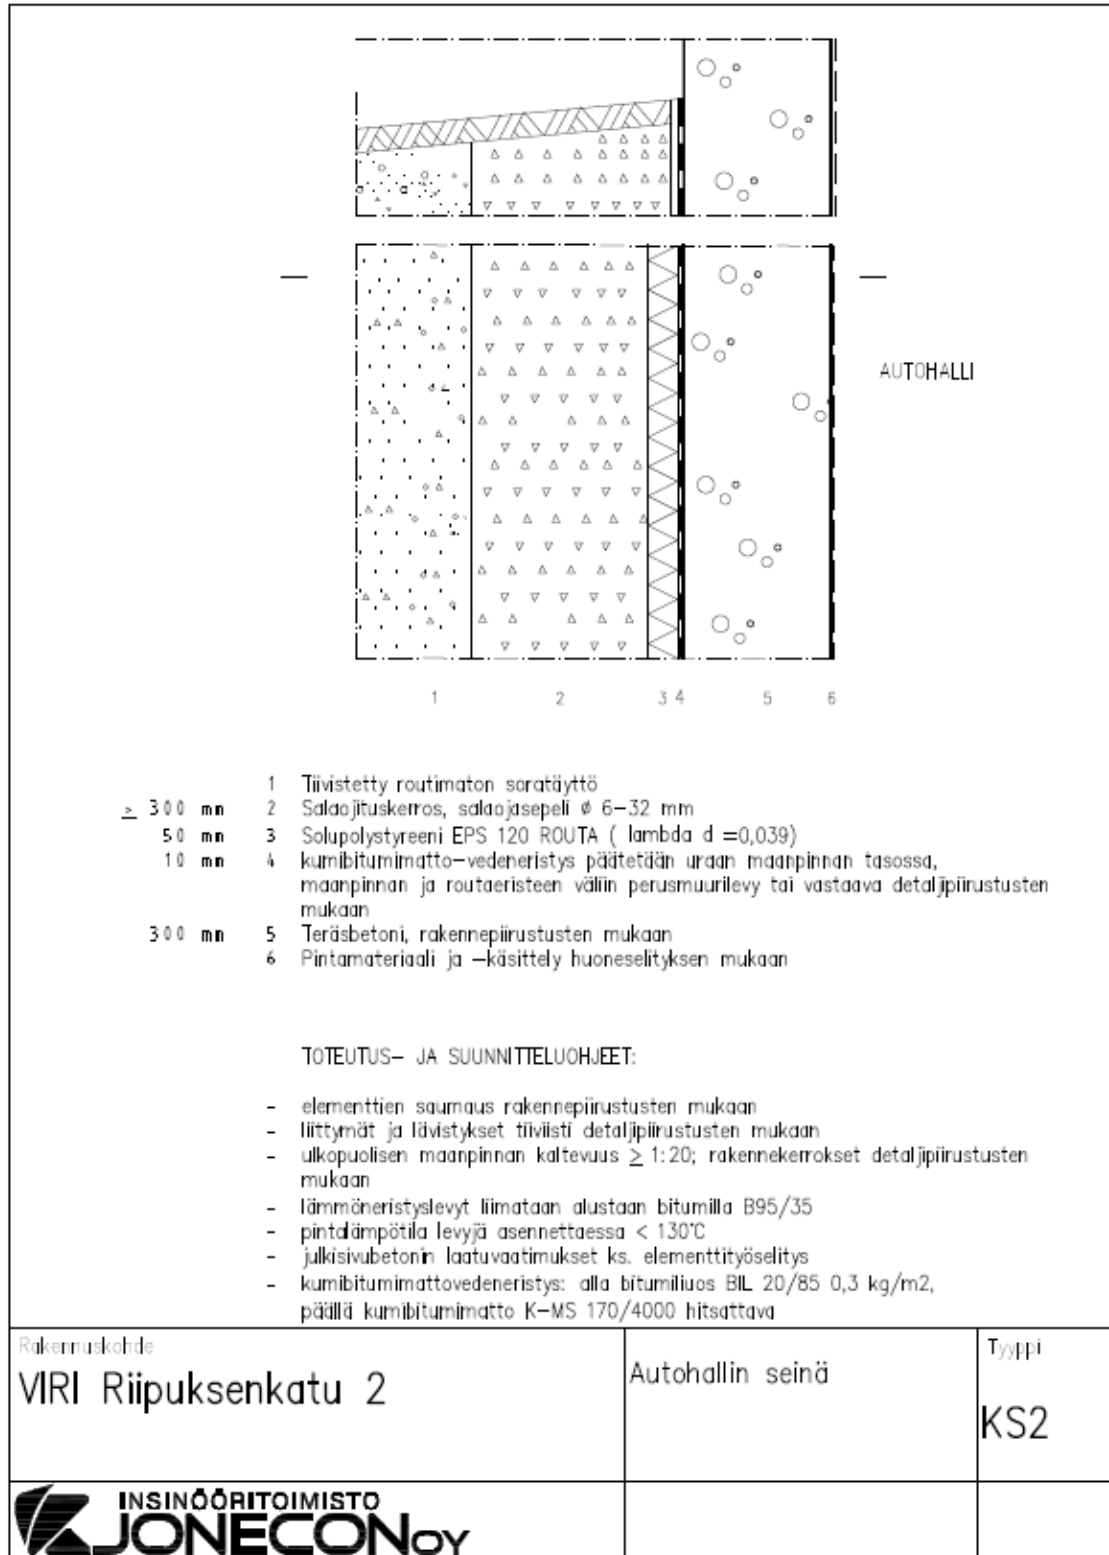 AUTOHALLI
1 2 3 4 5 6
1 Tiivistetty routimaton soratäyttö
≥ 300 mm 2 Salaojituskerros, salaojasepeli ø 6-32 mm
50 mm 3 Solupolystyreeni EPS 120 ROUTA ( lambda d =0,039)
10 mm 4 kumibitumimatto-vedeneristys päätetään uraan maanpinnan tasossa,
maanpinnan ja routaeristeen väliin perusmuurilevy tai vastaava detaljipiirustusten
mukaan
300 mm 5 Teräsbetoni, rakennepiirustusten mukaan
6 Pintamateriaali ja -käsittely huoneselityksen mukaan
TOTEUTUS- JA SUUNNITTELUOHJEET:
- elementtien saumaus rakennepiirustusten mukaan
- liittymät ja lävistykset tiiviisti detaljipiirustusten mukaan
- ulkopuolisen maanpinnan kaltevuus ≥ 1:20; rakennekerrokset detaljipiirustusten
mukaan
- lämmöneristyslevyt liimataan alustaan bitumilla B95/35
- pintalämpötila levyjä asennettaessa < 130°C
- julkisivubetonin laatuvaatimukset ks. elementtityöselitys
- kumibitumimattovedeneristys: alla bitumiliuos BIL 20/85 0,3 kg/m2,
päällä kumibitumimatto K-MS 170/4000 hitsattava
Rakennuskohde
VIRI Riipuksenkatu 2
Autohallin seinä
Tyyppi
KS2
INSINÖÖRITOIMISTO
JONECON OY